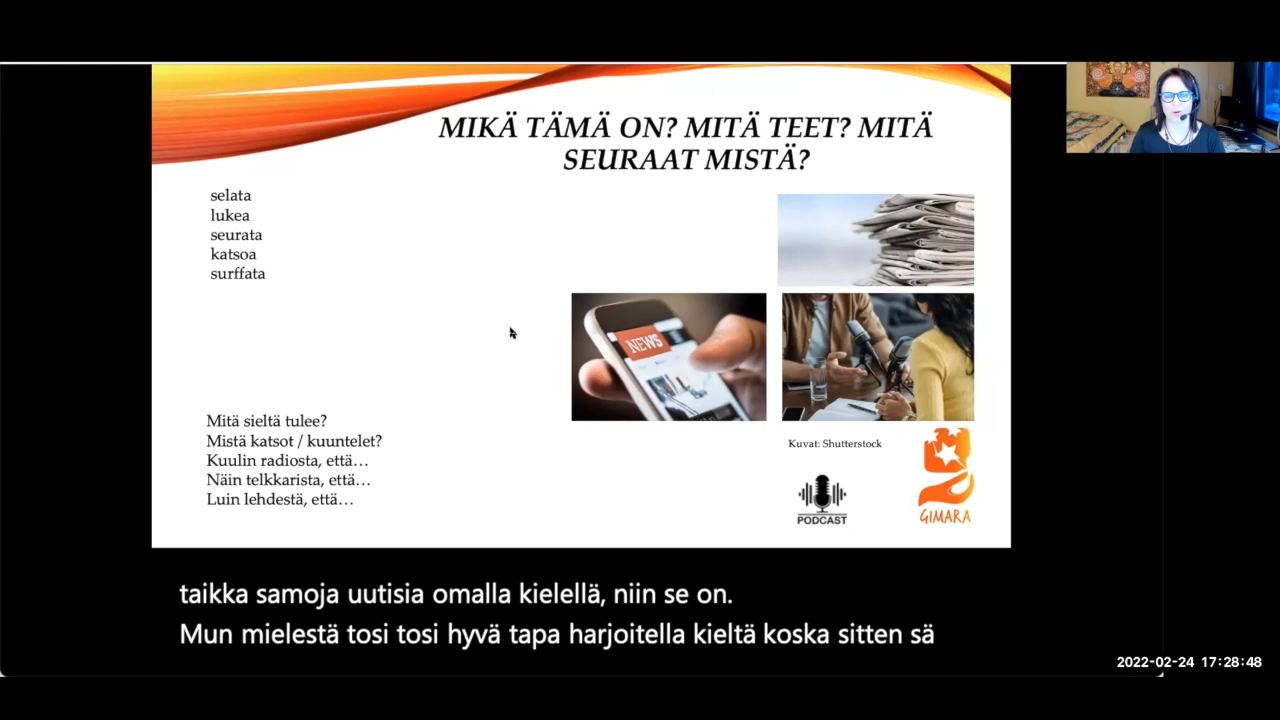 MIKÄ TÄMÄ ON? MITÄ TEET? MITÄ
SEURAAT MISTÄ?
selata
lukea
seurata
katsoa
surffata
NEWS
Mitä sieltä tulee?
Mistä katsot / kuuntelet?
Kuulin radiosta, että…
Näin telkkarista, että…
Luin lehdestä, että…
Kuvat: Shutterstock
PODCAST
GIMARA
taikka samoja uutisia omalla kielellä, niin se on.
Mun mielestä tosi tosi hyvä tapa harjoitella kieltä koska sitten sä
2022-02-24 17:28:48